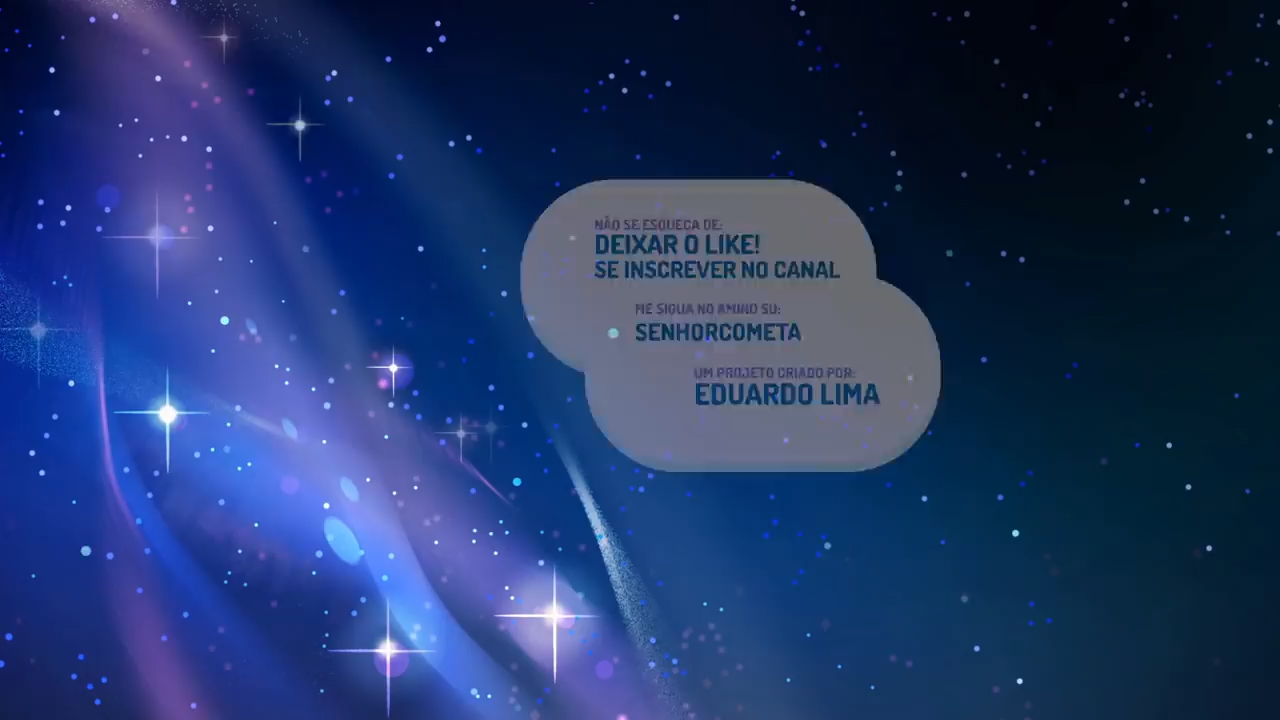 NÃO SE ESQUEÇA DE:
DEIXAR O LIKE!
SE INSCREVER NO CANAL
ME SIGUA NO AMINO SU:
SENHORCOMETA
UM PROJETO CRIADO POR:
EDUARDO LIMA